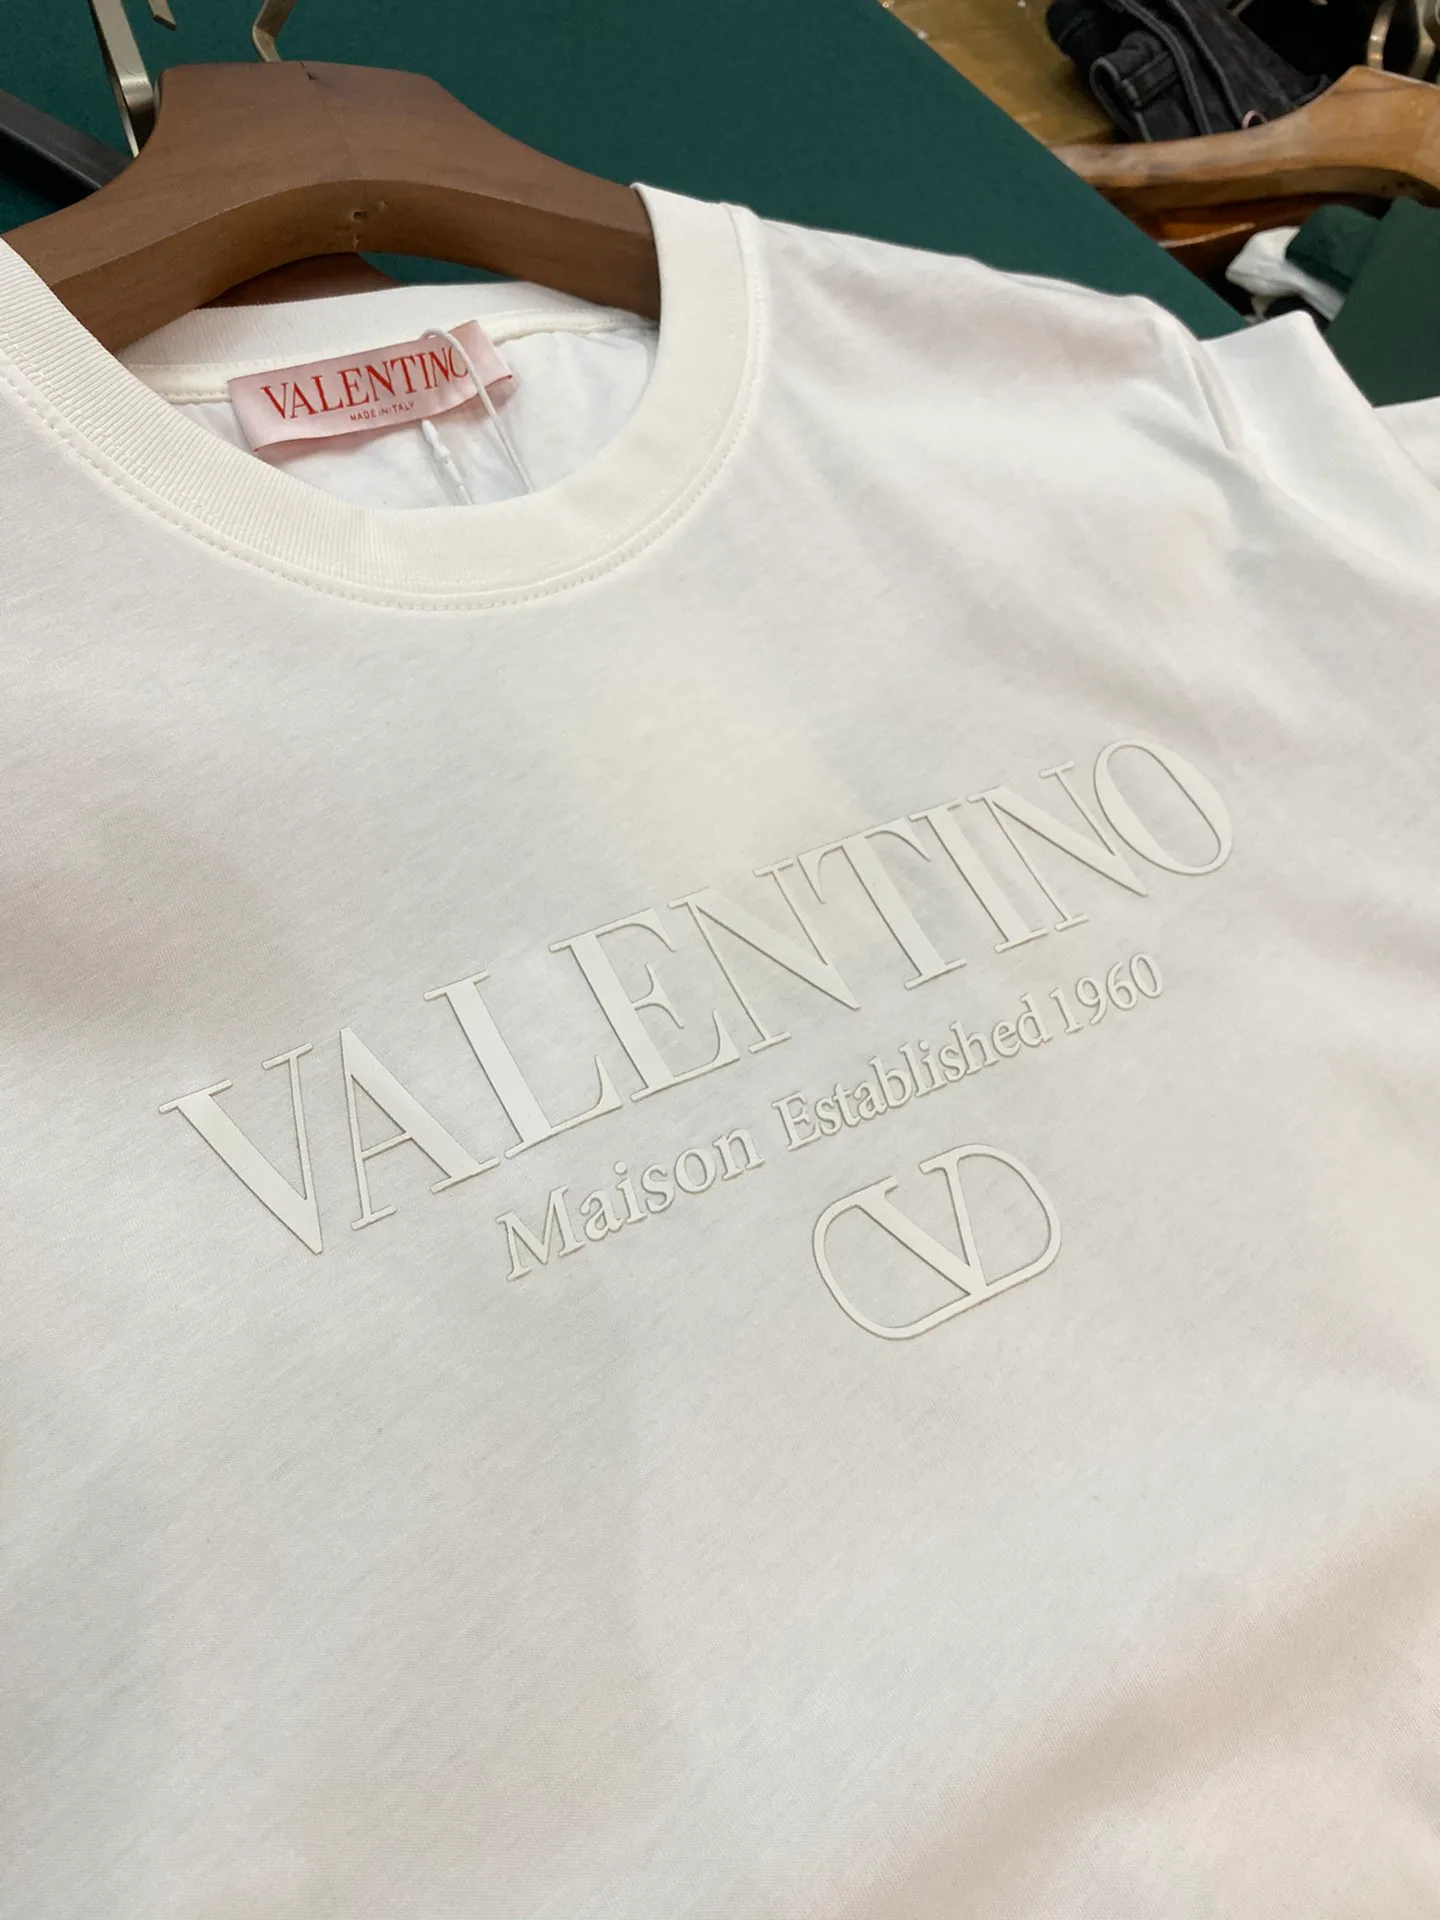 VALENTINO
MADE IN ITALY
VALENTINO
Maison Established 1960
V